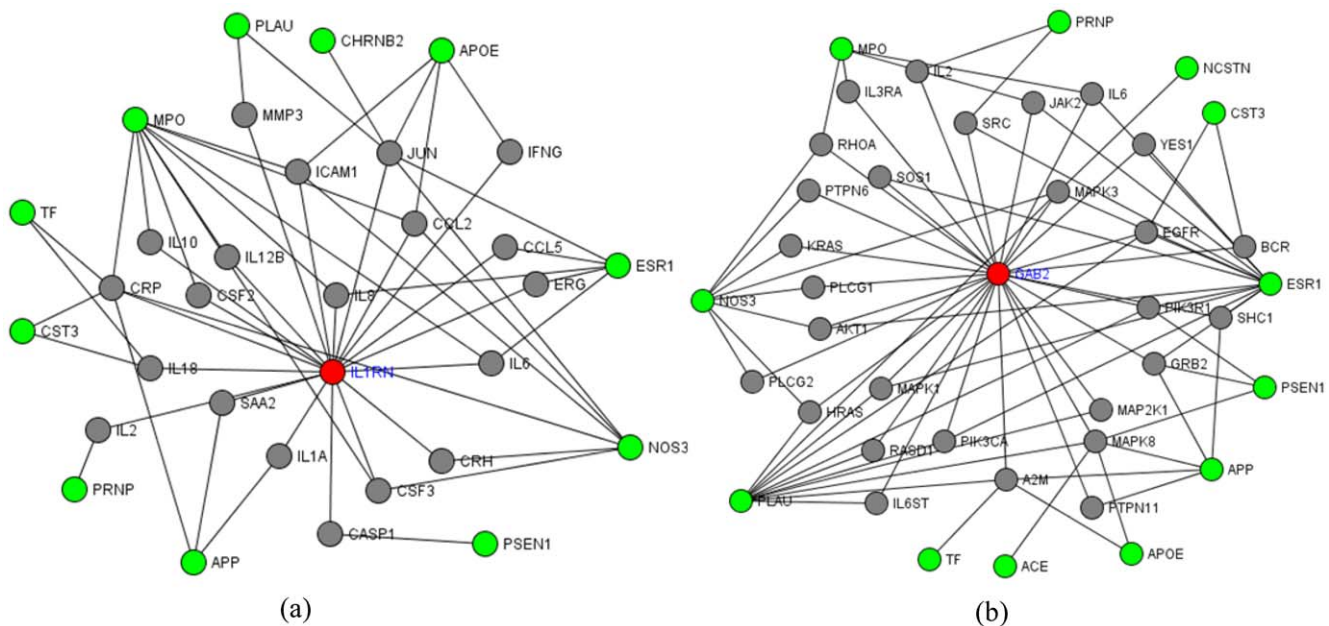 PLAU
CHRNB2
APOE
MMP3
MPO
JUN
IFNG
ICAM1
TF
CCL2
IL10
IL12B
CCL5
ESR1
CRP
CSF2
IL8
ERG
CST3
IL18
IL1RN
IL6
SAA2
IL2
IL1A
CRH
NOS3
CSF3
PRNP
CASP1
PSEN1
APP
(a)
PRNP
MPO
IL2
NCSTN
IL3RA
JAK2
IL6
CST3
SRC
RHOA
YES1
SOS1
PTPN6
MAPK3
EGFR
KRAS
BCR
GAB2
PLCG1
ESR1
NOS3
PIK3R1
SHC1
AKT1
GRB2
PLCG2
MAPK1
PSEN1
HRAS
MAP2K1
RASD1
PIK3CA
MAPK8
APP
A2M
PLAU
IL6ST
PTPN11
TF
ACE
APOE
(b)